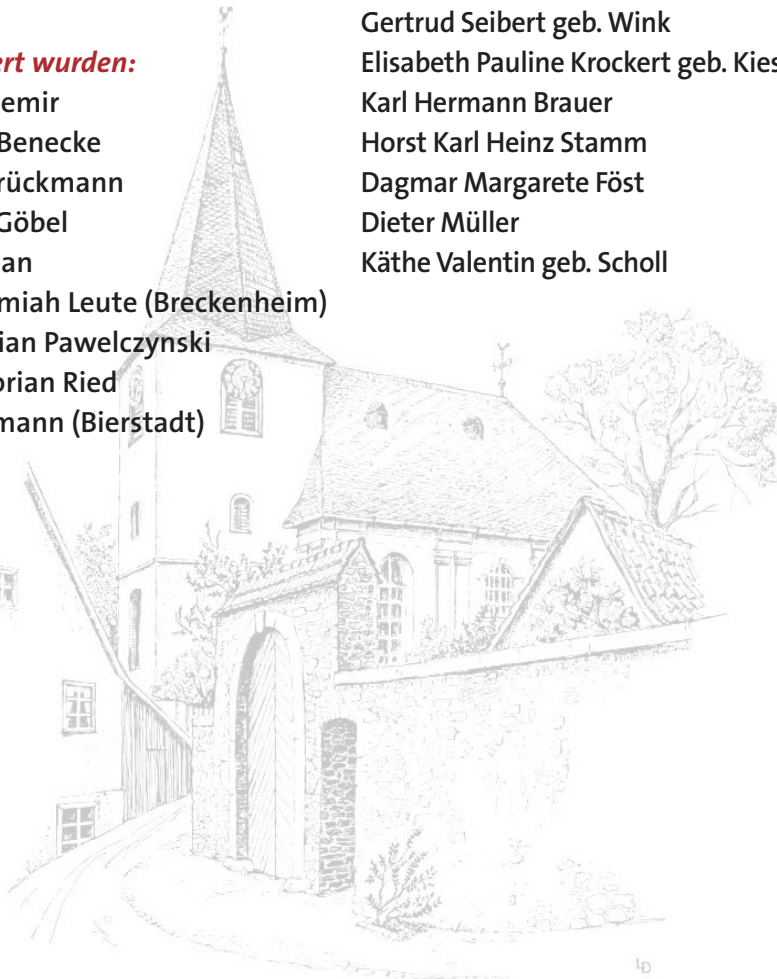 ert wurden:
emir
Benecke
rückmann
Göbel
an
miah Leute (Breckenheim)
ian Pawelczynski
orian Ried
mann (Bierstadt)
Gertrud Seibert geb. Wink
Elisabeth Pauline Krockert geb. Kies
Karl Hermann Brauer
Horst Karl Heinz Stamm
Dagmar Margarete Föst
Dieter Müller
Käthe Valentin geb. Scholl
LD